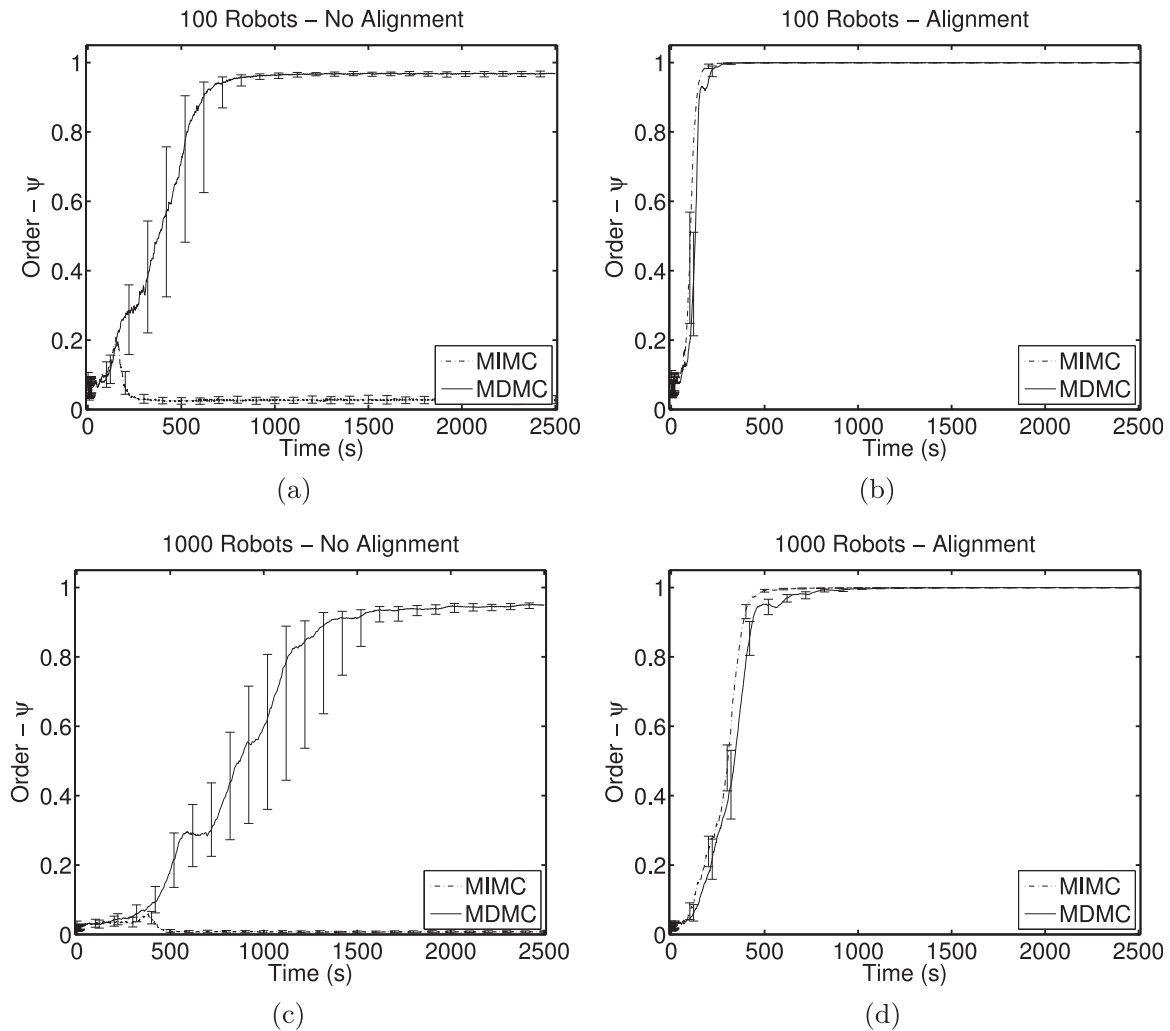 100 Robots – No Alignment
Order – ψ
1
0.8
0.6
0.4
0.2
0
MIMC
MDMC
0 500 1000 1500 2000 2500
Time (s)
(a)
100 Robots – Alignment
Order – ψ
1
0.8
0.6
0.4
0.2
0
MIMC
MDMC
0 500 1000 1500 2000 2500
Time (s)
(b)
1000 Robots – No Alignment
Order – ψ
1
0.8
0.6
0.4
0.2
0
MIMC
MDMC
0 500 1000 1500 2000 2500
Time (s)
(c)
1000 Robots – Alignment
Order – ψ
1
0.8
0.6
0.4
0.2
0
MIMC
MDMC
0 500 1000 1500 2000 2500
Time (s)
(d)